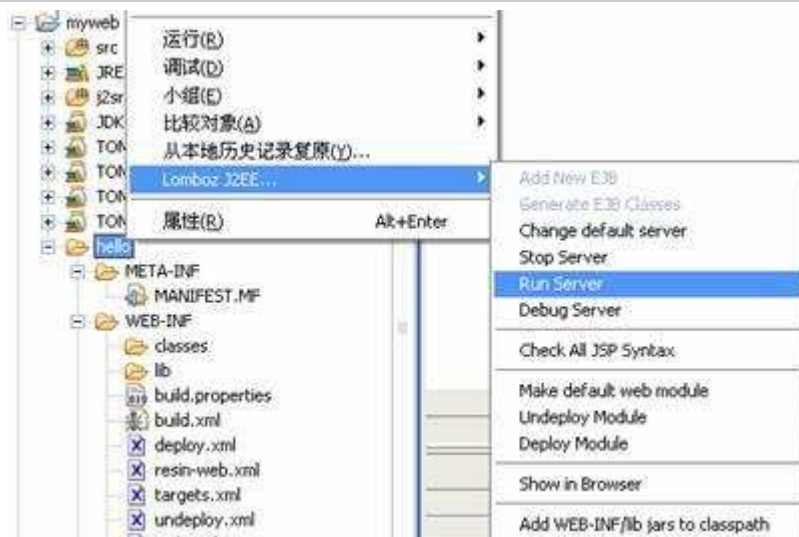 myweb
src
JRE
j2sr
JDK
TOM
TOM
TOM
TOM
hello
META-INF
MANIFEST.MF
WEB-INF
classes
lib
build.properties
build.xml
deploy.xml
resin-web.xml
targets.xml
undeploy.xml
运行(R)
调试(D)
小组(E)
比较对象(A)
从本地历史记录复原(Y)...
Lomboz J2EE...
属性(R) Alt+Enter
Add New EJB
Generate EJB Classes
Change default server
Stop Server
Run Server
Debug Server
Check All JSP Syntax
Make default web module
Undeploy Module
Deploy Module
Show in Browser
Add WEB-INF/lib jars to classpath